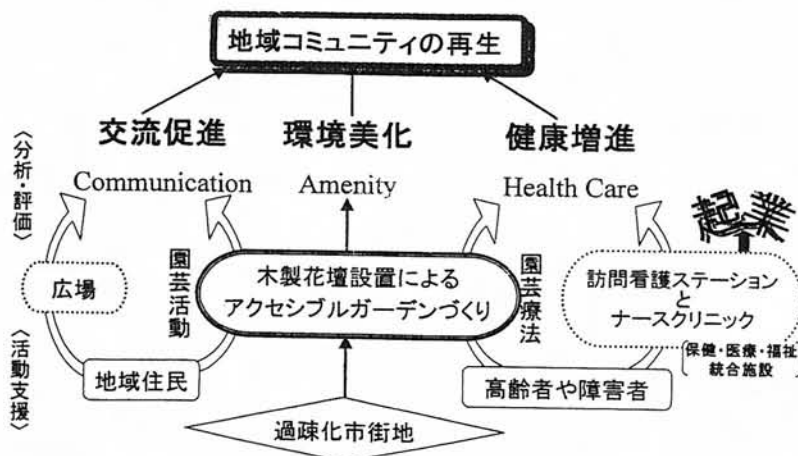 地域コミュニティの再生
交流促進
環境美化
健康増進
Communication
Amenity
Health Care
〈分析・評価〉
〈活動支援〉
起業
広場
園芸活動
木製花壇設置による
アクセシブルガーデンづくり
園芸療法
訪問看護ステーション
と
ナースクリニック
保健・医療・福祉
統合施設
地域住民
高齢者や障害者
過疎化市街地